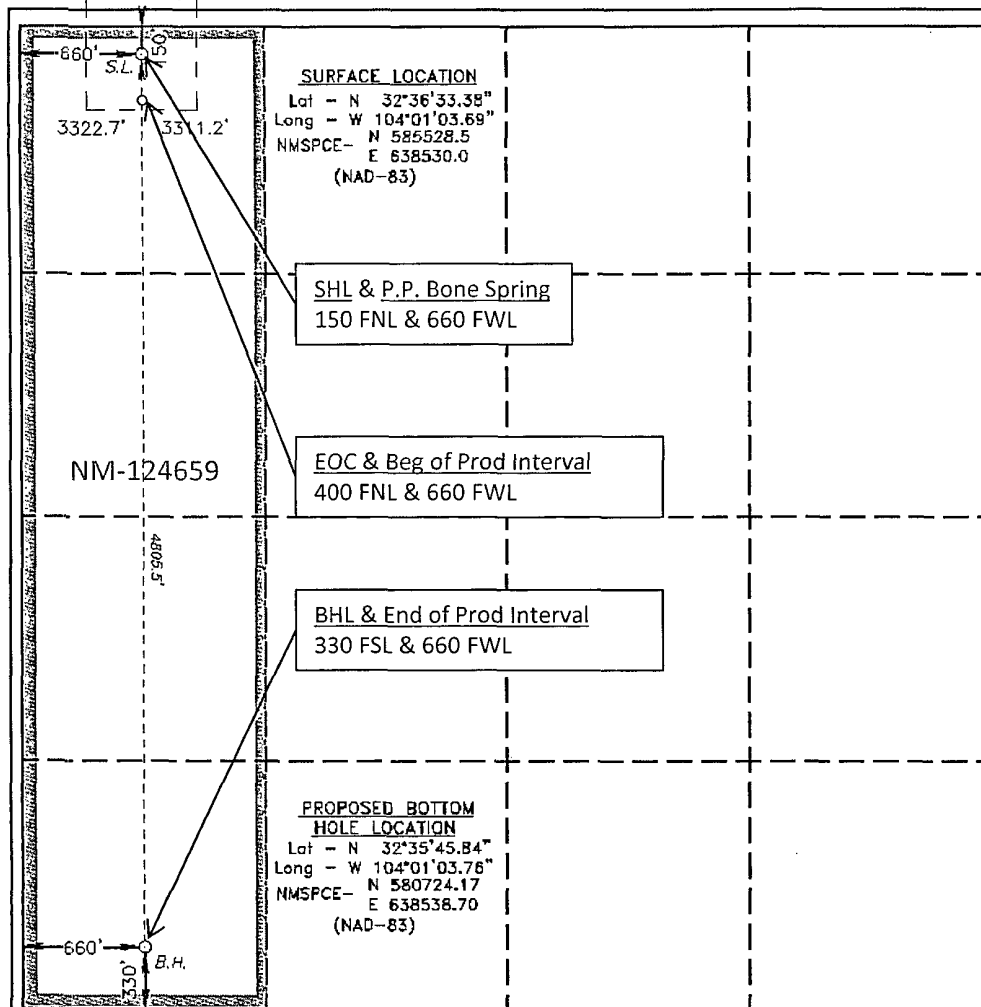 660'
150'
S.L.
3322.7'
3311.2'
SURFACE LOCATION
Lat - N 32°36'33.38"
Long - W 104°01'03.69"
NMSPCE- N 585528.5
E 638530.0
(NAD-83)
SHL & P.P. Bone Spring
150 FNL & 660 FWL
EOC & Beg of Prod Interval
400 FNL & 660 FWL
NM-124659
4805.5'
BHL & End of Prod Interval
330 FSL & 660 FWL
PROPOSED BOTTOM
HOLE LOCATION
Lat - N 32°35'45.84"
Long - W 104°01'03.76"
NMSPCE- N 580724.17
E 638538.70
(NAD-83)
660'
B.H.
330'